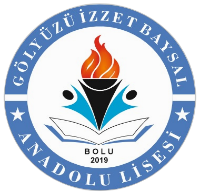 GÖLYÜZÜ İZZET BAYSAL
BOLU
2019
ANADOLU LİSESİ